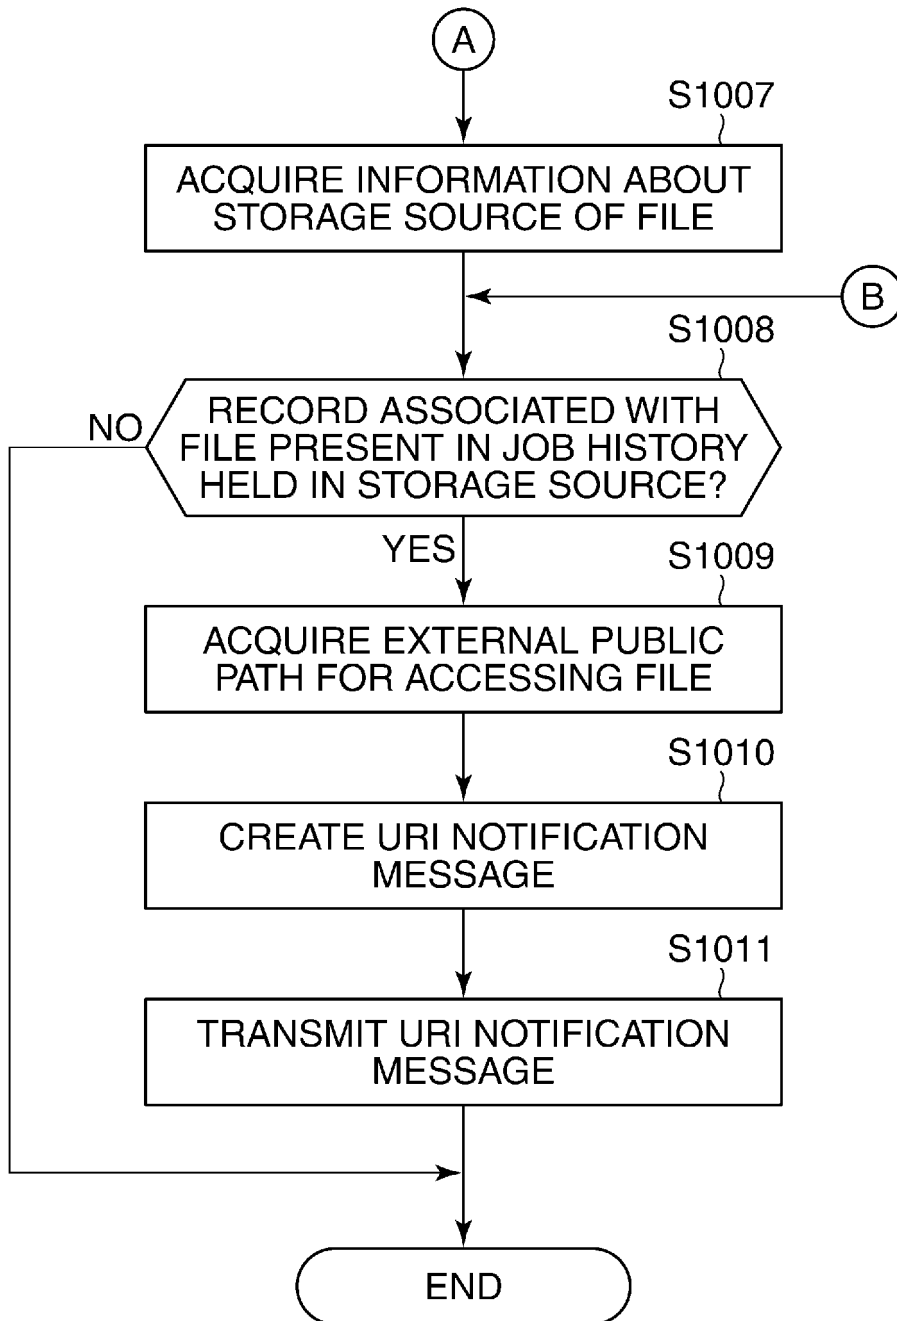 A
S1007
ACQUIRE INFORMATION ABOUT
STORAGE SOURCE OF FILE
B
S1008
NO
RECORD ASSOCIATED WITH
FILE PRESENT IN JOB HISTORY
HELD IN STORAGE SOURCE?
YES
S1009
ACQUIRE EXTERNAL PUBLIC
PATH FOR ACCESSING FILE
S1010
CREATE URI NOTIFICATION
MESSAGE
S1011
TRANSMIT URI NOTIFICATION
MESSAGE
END